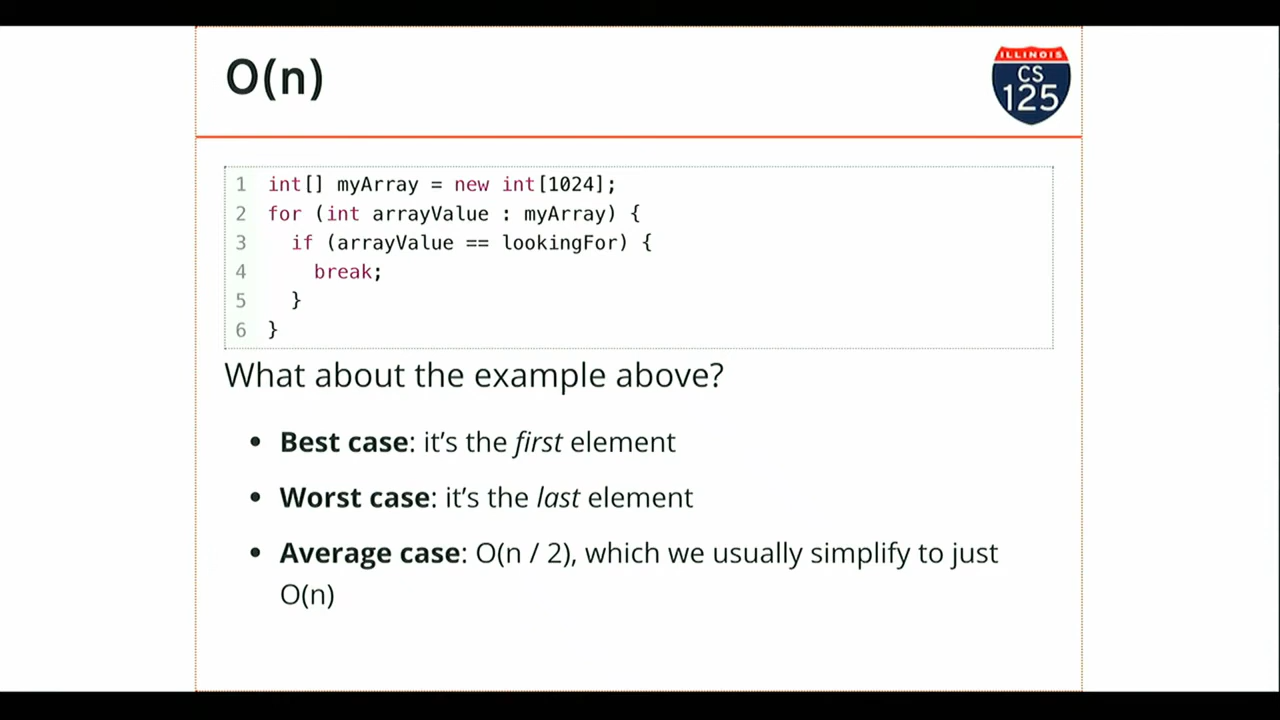 O(n)
ILLINOIS
CS
125
1 int[] myArray = new int[1024];
2 for (int arrayValue : myArray) {
3   if (arrayValue == lookingFor) {
4     break;
5   }
6 }
What about the example above?
• Best case: it’s the first element
• Worst case: it’s the last element
• Average case: O(n / 2), which we usually simplify to just
O(n)